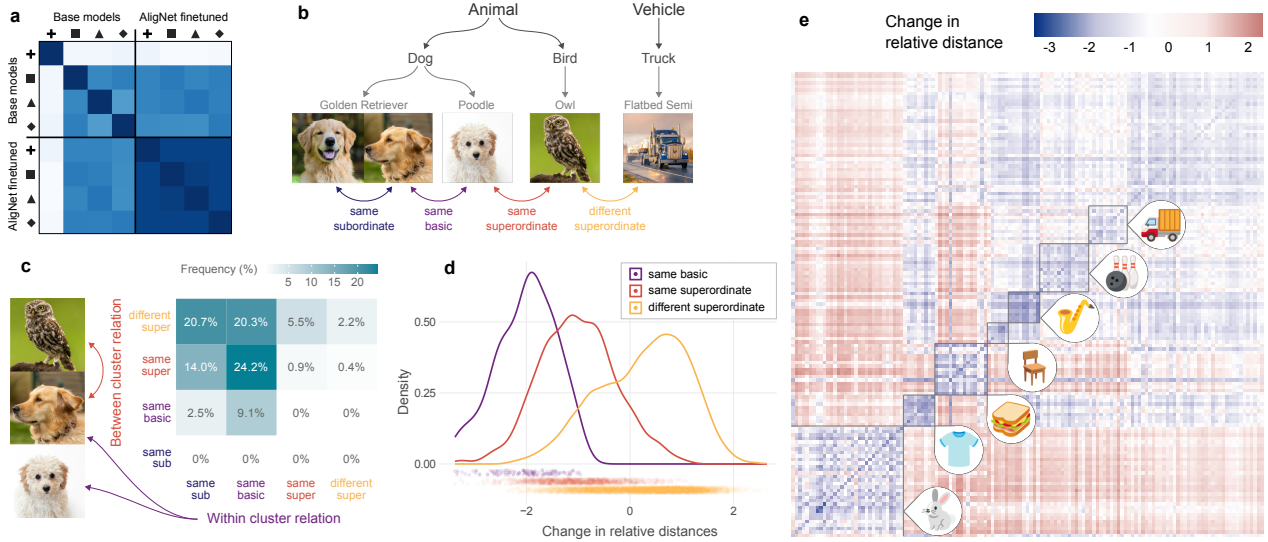 a
Base models AligNet finetuned
Base models
AligNet finetuned
b
Animal Vehicle
Dog Bird Truck
Golden Retriever Poodle Owl Flatbed Semi
same subordinate
same basic
same superordinate
different superordinate
c
Frequency (%)
5 10 15 20
Between cluster relation
different super 20.7% 20.3% 5.5% 2.2%
same super 14.0% 24.2% 0.9% 0.4%
same basic 2.5% 9.1% 0% 0%
same sub 0% 0% 0% 0%
same sub
same basic
same super
different super
Within cluster relation
d
same basic
same superordinate
different superordinate
Density
0.50
0.25
0.00
−2 0 2
Change in relative distances
e
Change in
relative distance
-3 -2 -1 0 1 2